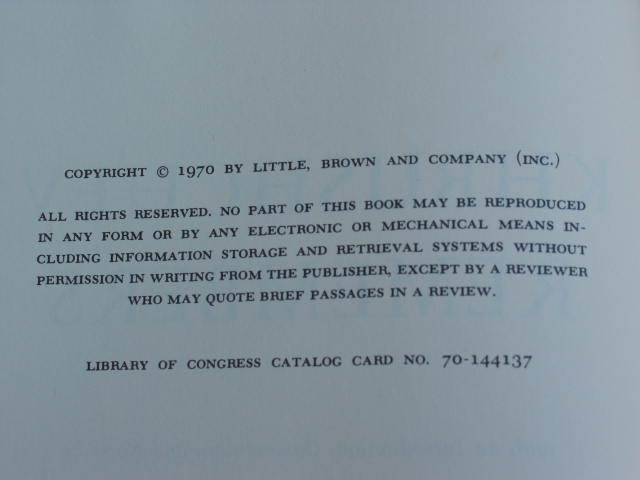 COPYRIGHT © 1970 BY LITTLE, BROWN AND COMPANY (INC.)
ALL RIGHTS RESERVED. NO PART OF THIS BOOK MAY BE REPRODUCED
IN ANY FORM OR BY ANY ELECTRONIC OR MECHANICAL MEANS IN-
CLUDING INFORMATION STORAGE AND RETRIEVAL SYSTEMS WITHOUT
PERMISSION IN WRITING FROM THE PUBLISHER, EXCEPT BY A REVIEWER
WHO MAY QUOTE BRIEF PASSAGES IN A REVIEW.
LIBRARY OF CONGRESS CATALOG CARD NO. 70-144137